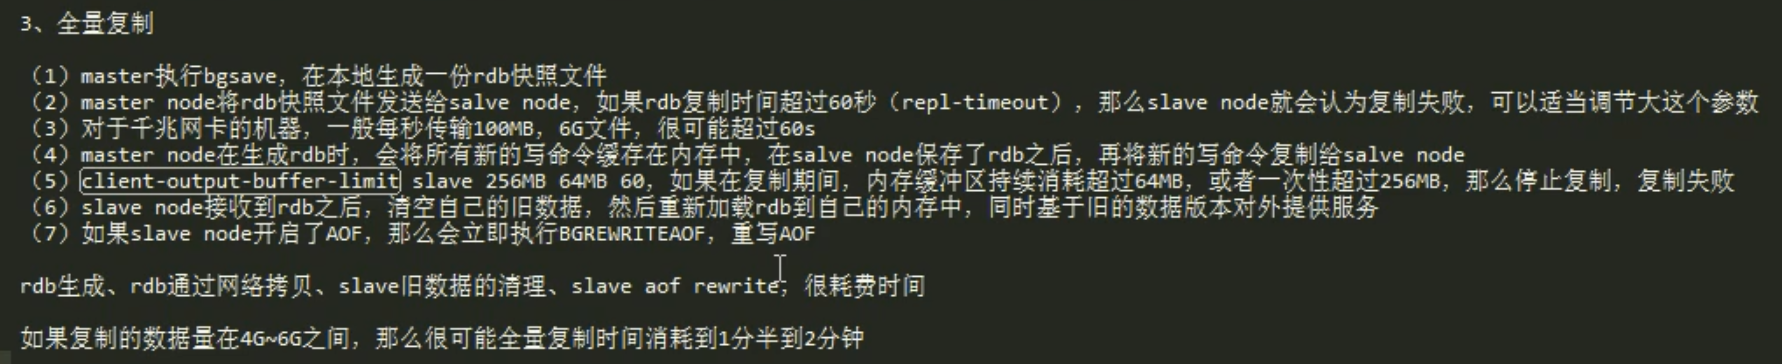 3、全量复制
（1）master执行bgsave，在本地生成一份rdb快照文件
（2）master node将rdb快照文件发送给salve node，如果rdb复制时间超过60秒（repl-timeout），那么slave node就会认为复制失败，可以适当调节大这个参数
（3）对于千兆网卡的机器，一般每秒传输100MB，6G文件，很可能超过60s
（4）master node在生成rdb时，会将所有新的写命令缓存在内存中，在salve node保存了rdb之后，再将新的写命令复制给salve node
（5）client-output-buffer-limit slave 256MB 64MB 60，如果在复制期间，内存缓冲区持续消耗超过64MB，或者一次性超过256MB，那么停止复制，复制失败
（6）slave node接收到rdb之后，清空自己的旧数据，然后重新加载rdb到自己的内存中，同时基于旧的数据版本对外提供服务
（7）如果slave node开启了AOF，那么会立即执行BGREWRITEAOF，重写AOF
rdb生成、rdb通过网络拷贝、slave旧数据的清理、slave aof rewrite，很耗费时间
如果复制的数据量在4G~6G之间，那么很可能全量复制时间消耗到1分半到2分钟